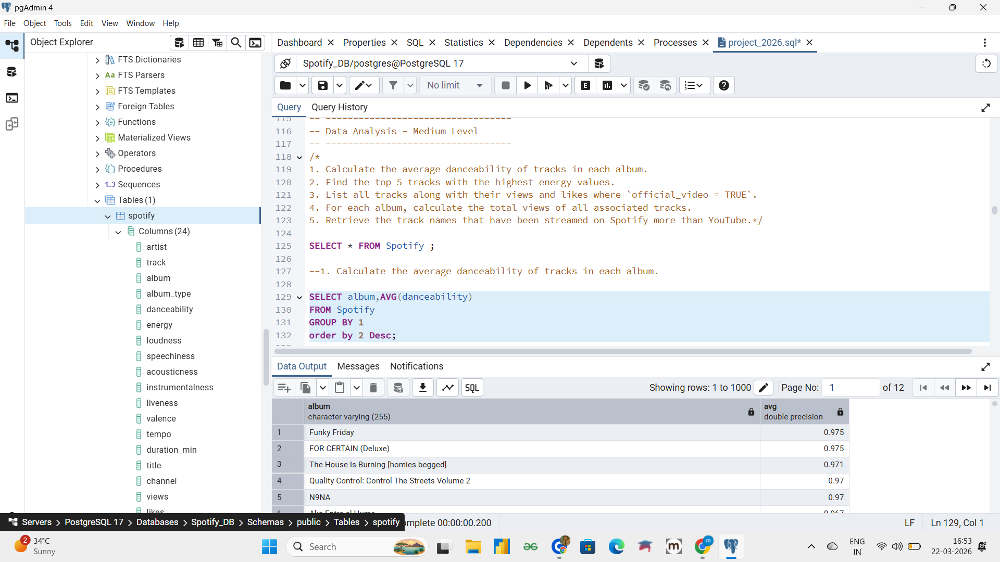 pgAdmin 4
File Object Tools Edit View Window Help
Object Explorer
FTS Dictionaries
Aa FTS Parsers
FTS Templates
Foreign Tables
Functions
Materialized Views
Operators
Procedures
1..3 Sequences
Tables (1)
spotify
Columns (24)
artist
track
album
album_type
danceability
energy
loudness
speechiness
acousticness
instrumentalness
liveness
valence
tempo
duration_min
title
channel
views
likes
Dashboard Properties SQL Statistics Dependencies Dependents Processes project_2026.sql*
Spotify_DB/postgres@PostgreSQL 17
No limit
E
Query Query History
115 -- ----------------------------------
116 -- Data Analysis - Medium Level
117 -- ----------------------------------
118 /*
119 1. Calculate the average danceability of tracks in each album.
120 2. Find the top 5 tracks with the highest energy values.
121 3. List all tracks along with their views and likes where `official_video = TRUE`.
122 4. For each album, calculate the total views of all associated tracks.
123 5. Retrieve the track names that have been streamed on Spotify more than YouTube.*/
124
125 SELECT * FROM Spotify ;
126
127 --1. Calculate the average danceability of tracks in each album.
128
129 SELECT album,AVG(danceability)
130 FROM Spotify
131 GROUP BY 1
132 order by 2 Desc;
Data Output Messages Notifications
SQL
Showing rows: 1 to 1000 Page No: 1 of 12
album avg
character varying (255) double precision
1 Funky Friday 0.975
2 FOR CERTAIN (Deluxe) 0.975
3 The House Is Burning [homies begged] 0.971
4 Quality Control: Control The Streets Volume 2 0.97
5 N9NA 0.97
Servers > PostgreSQL 17 > Databases > Spotify_DB > Schemas > public > Tables > spotify
omplete 00:00:00.200
LF Ln 129, Col 1
2 34°C
Sunny
Search
m
m
ENG
IN
16:53
22-03-2026